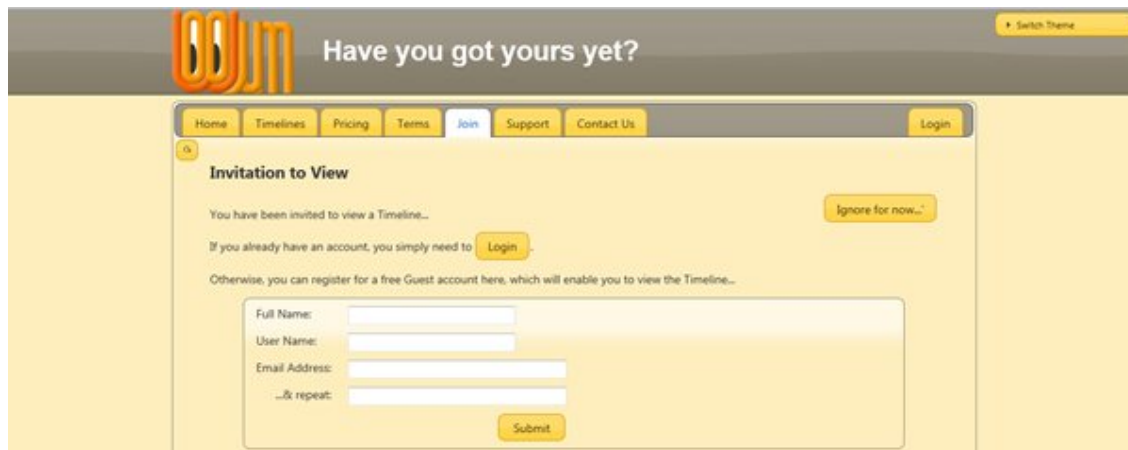 Have you got yours yet?
Switch Theme
Home Timelines Pricing Terms Join Support Contact Us Login
Invitation to View
You have been invited to view a Timeline...
Ignore for now...*
If you already have an account, you simply need to Login .
Otherwise, you can register for a free Guest account here, which will enable you to view the Timeline...
Full Name:
User Name:
Email Address:
...& repeat:
Submit